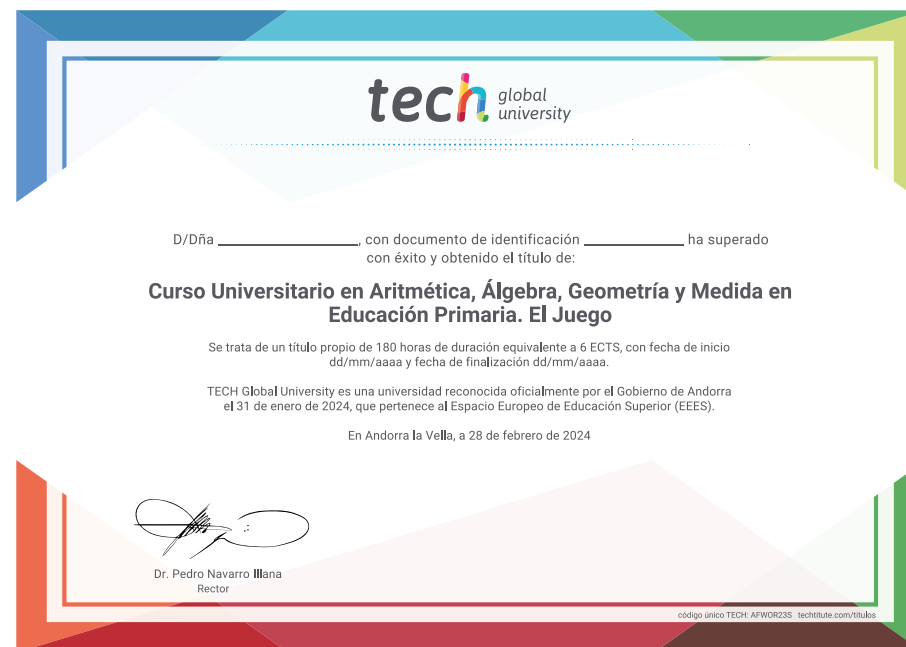 tech global university
D/Dña ______________, con documento de identificación __________ ha superado
con éxito y obtenido el título de:
Curso Universitario en Aritmética, Álgebra, Geometría y Medida en
Educación Primaria. El Juego
Se trata de un título propio de 180 horas de duración equivalente a 6 ECTS, con fecha de inicio
dd/mm/aaaa y fecha de finalización dd/mm/aaaa.
TECH Global University es una universidad reconocida oficialmente por el Gobierno de Andorra
el 31 de enero de 2024, que pertenece al Espacio Europeo de Educación Superior (EEES).
En Andorra la Vella, a 28 de febrero de 2024
Dr. Pedro Navarro Illana
Rector
código único TECH: AFWOR23S techtitute.com/titulos